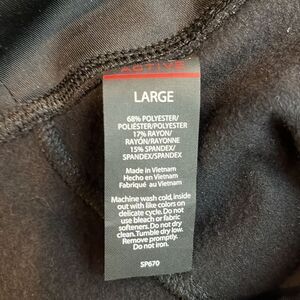 ACTIVE
LARGE
68% POLYESTER/
POLIÉSTER/POLYESTER
17% RAYON/
RAYÓN/RAYONNE
15% SPANDEX/
SPANDEX/SPANDEX
Made in Vietnam
Hecho en Vietnam
Fabriqué au Vietnam
Machine wash cold, inside
out with like colors on
delicate cycle. Do not
use bleach or fabric
softeners. Do not dry
clean. Tumble dry low.
Remove promptly.
Do not iron.
SP670